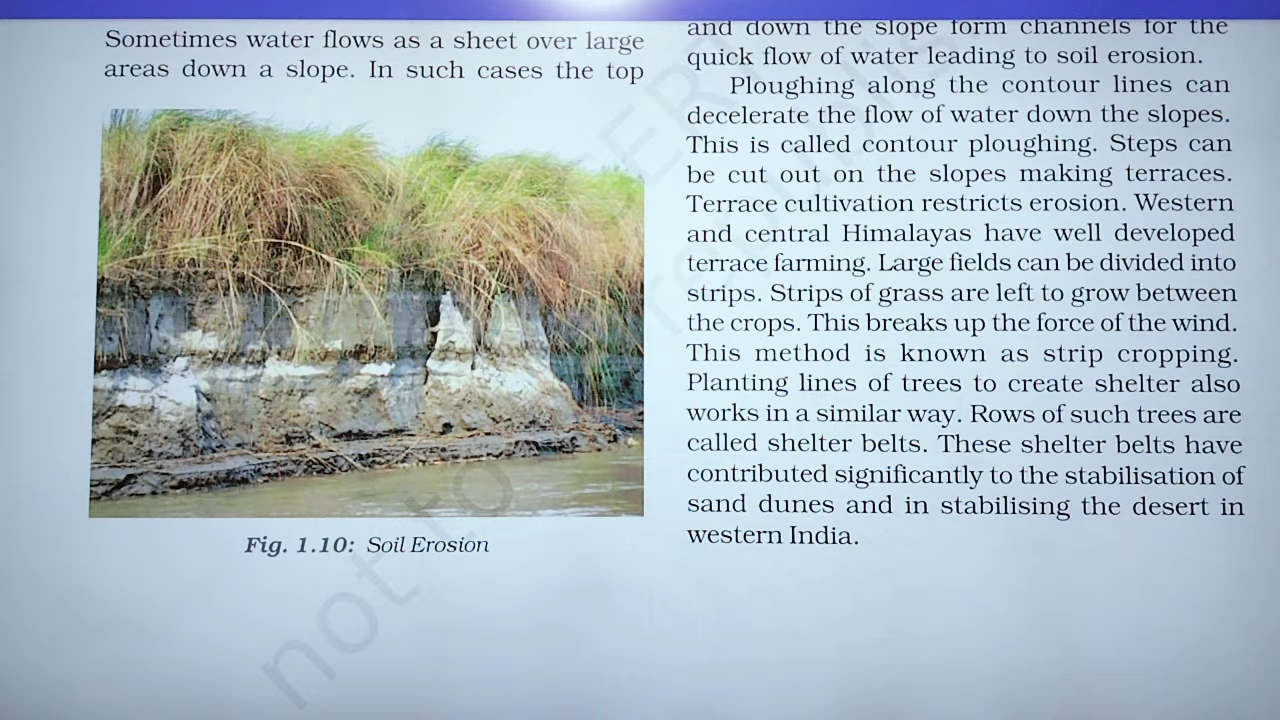 Sometimes water flows as a sheet over large
areas down a slope. In such cases the top
Fig. 1.10: Soil Erosion
and down the slope form channels for the
quick flow of water leading to soil erosion.
Ploughing along the contour lines can
decelerate the flow of water down the slopes.
This is called contour ploughing. Steps can
be cut out on the slopes making terraces.
Terrace cultivation restricts erosion. Western
and central Himalayas have well developed
terrace farming. Large fields can be divided into
strips. Strips of grass are left to grow between
the crops. This breaks up the force of the wind.
This method is known as strip cropping.
Planting lines of trees to create shelter also
works in a similar way. Rows of such trees are
called shelter belts. These shelter belts have
contributed significantly to the stabilisation of
sand dunes and in stabilising the desert in
western India.
not to